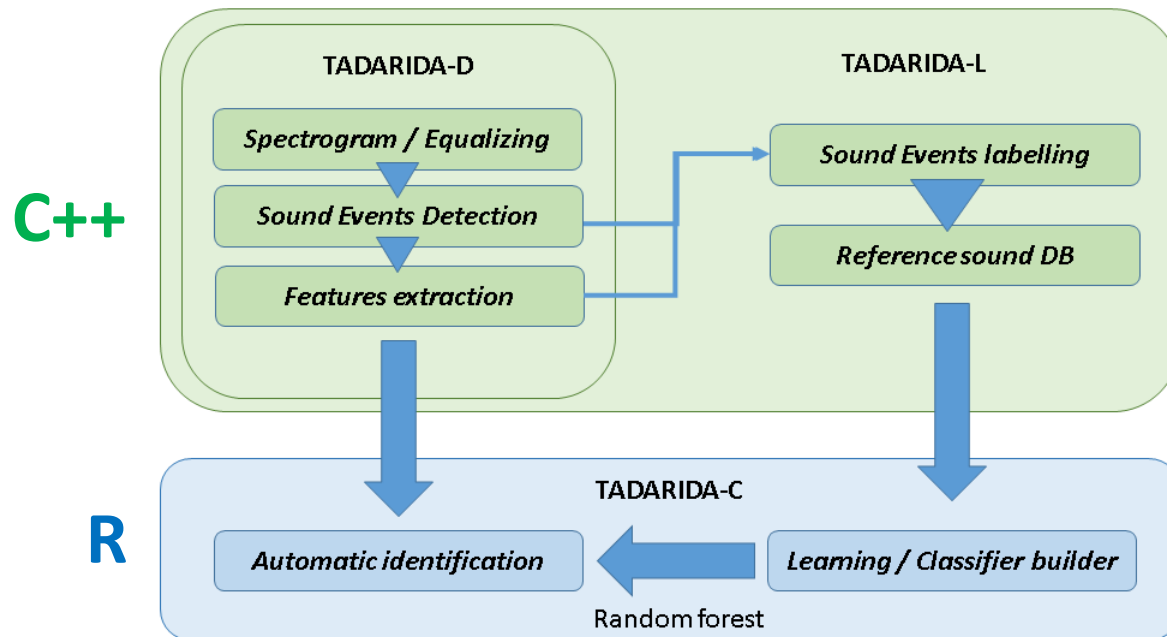 TADARIDA-D
Spectrogram / Equalizing
Sound Events Detection
Features extraction
TADARIDA-L
Sound Events labelling
Reference sound DB
C++
TADARIDA-C
Automatic identification
Learning / Classifier builder
Random forest
R